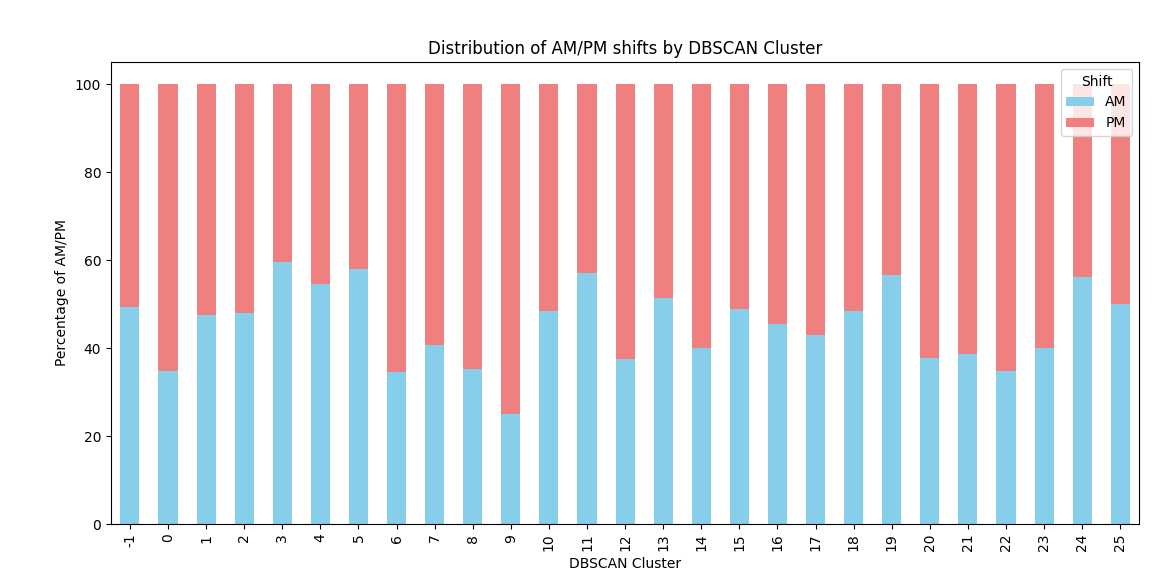 Distribution of AM/PM shifts by DBSCAN Cluster
Percentage of AM/PM
100
80
60
40
20
0
Shift
AM
PM
-1 0 1 2 3 4 5 6 7 8 9 10 11 12 13 14 15 16 17 18 19 20 21 22 23 24 25
DBSCAN Cluster